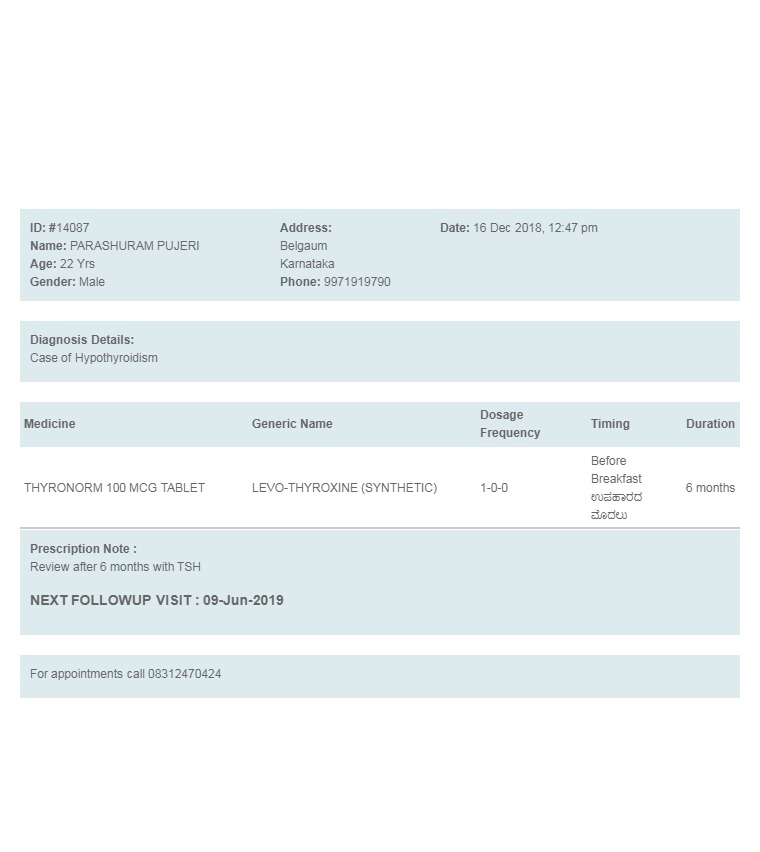 ID: #14087
Name: PARASHURAM PUJERI
Age: 22 Yrs
Gender: Male
Address:
Belgaum
Karnataka
Phone: 9971919790
Date: 16 Dec 2018, 12:47 pm
Diagnosis Details:
Case of Hypothyroidism
Medicine Generic Name Dosage Frequency Timing Duration
THYRONORM 100 MCG TABLET LEVO-THYROXINE (SYNTHETIC) 1-0-0 Before Breakfast ಉಪಹಾರದ ಮೊದಲು 6 months
Prescription Note :
Review after 6 months with TSH
NEXT FOLLOWUP VISIT : 09-Jun-2019
For appointments call 08312470424